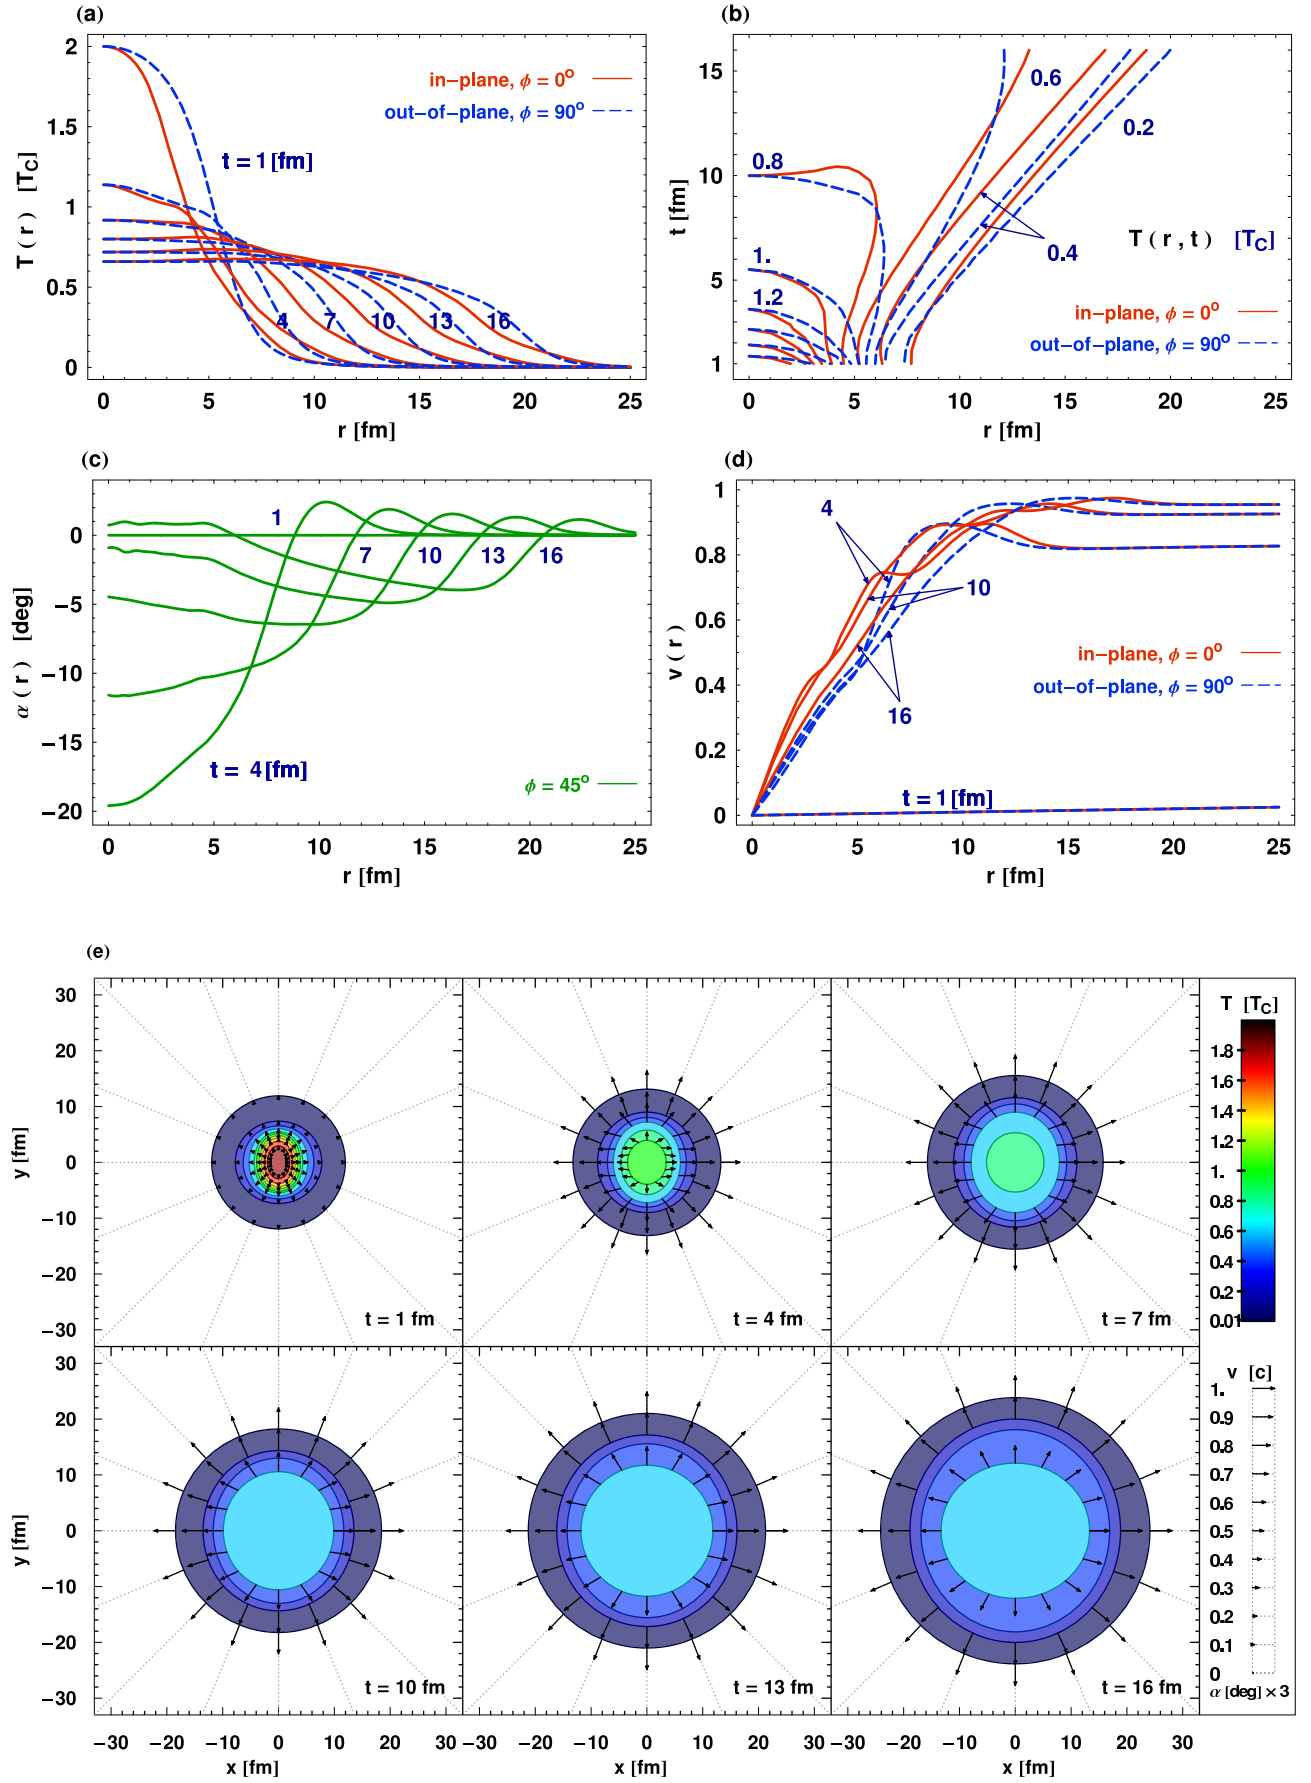 (a)
T ( r ) [T_C]
2
1.5
1
0.5
0
in−plane, ϕ = 0°
out−of−plane, ϕ = 90°
t = 1 [fm]
4 7 10 13 16
0 5 10 15 20 25
r [fm]
(b)
t [fm]
15
10
5
1
0.8
1.
1.2
0.6
0.2
0.4
T ( r , t ) [T_C]
in−plane, ϕ = 0°
out−of−plane, ϕ = 90°
0 5 10 15 20 25
r [fm]
(c)
α ( r ) [deg]
0
−5
−10
−15
−20
1
7 10 13 16
t = 4 [fm]
ϕ = 45°
0 5 10 15 20 25
r [fm]
(d)
v ( r )
1
0.8
0.6
0.4
0.2
0
4
10
16
in−plane, ϕ = 0°
out−of−plane, ϕ = 90°
t = 1 [fm]
0 5 10 15 20 25
r [fm]
(e)
y [fm]
30
20
10
0
−10
−20
−30
t = 1 fm
t = 4 fm
t = 7 fm
T [T_C]
1.8
1.6
1.4
1.2
1.0
0.8
0.6
0.4
0.2
0.01
y [fm]
30
20
10
0
−10
−20
−30
t = 10 fm
t = 13 fm
t = 16 fm
v [c]
1.
0.9
0.8
0.7
0.6
0.5
0.4
0.3
0.2
0.1
0
α [deg] × 3
−30 −20 −10 0 10 20 30
−30 −20 −10 0 10 20 30
−30 −20 −10 0 10 20 30
x [fm]
x [fm]
x [fm]